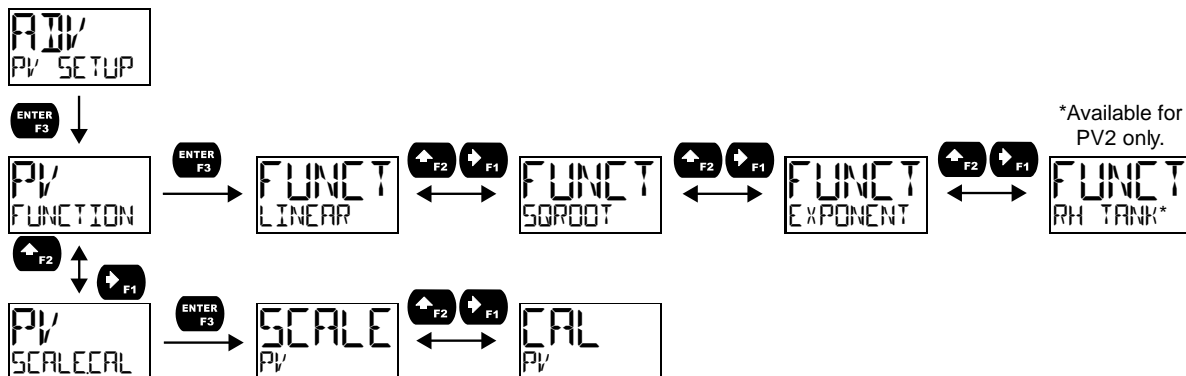 ADV
PV SETUP
ENTER
F3
*Available for
PV2 only.
PV
FUNCTION
ENTER
F3
FUNCT
LINEAR
F2
F1
FUNCT
SQROOT
F2
F1
FUNCT
EXPONENT
F2
F1
FUNCT
RH TANK*
F2
F1
PV
SCALE.CAL
ENTER
F3
SCALE
PV
F2
F1
CAL
PV